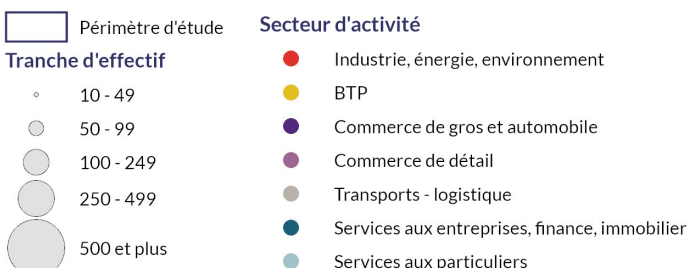 Périmètre d'étude
Tranche d'effectif
10 - 49
50 - 99
100 - 249
250 - 499
500 et plus
Secteur d'activité
Industrie, énergie, environnement
BTP
Commerce de gros et automobile
Commerce de détail
Transports - logistique
Services aux entreprises, finance, immobilier
Services aux particuliers